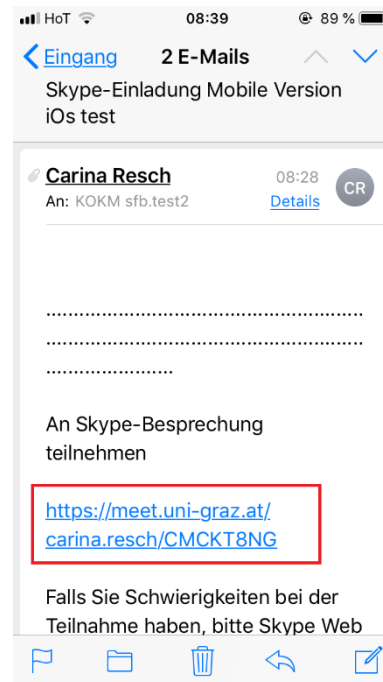 HoT 08:39 89 %
Eingang 2 E-Mails
Skype-Einladung Mobile Version
iOs test
Carina Resch 08:28 CR
An: KOKM sfb.test2 Details
................................................................
................................................................
.......................
An Skype-Besprechung
teilnehmen
https://meet.uni-graz.at/
carina.resch/CMCKT8NG
Falls Sie Schwierigkeiten bei der
Teilnahme haben, bitte Skype Web